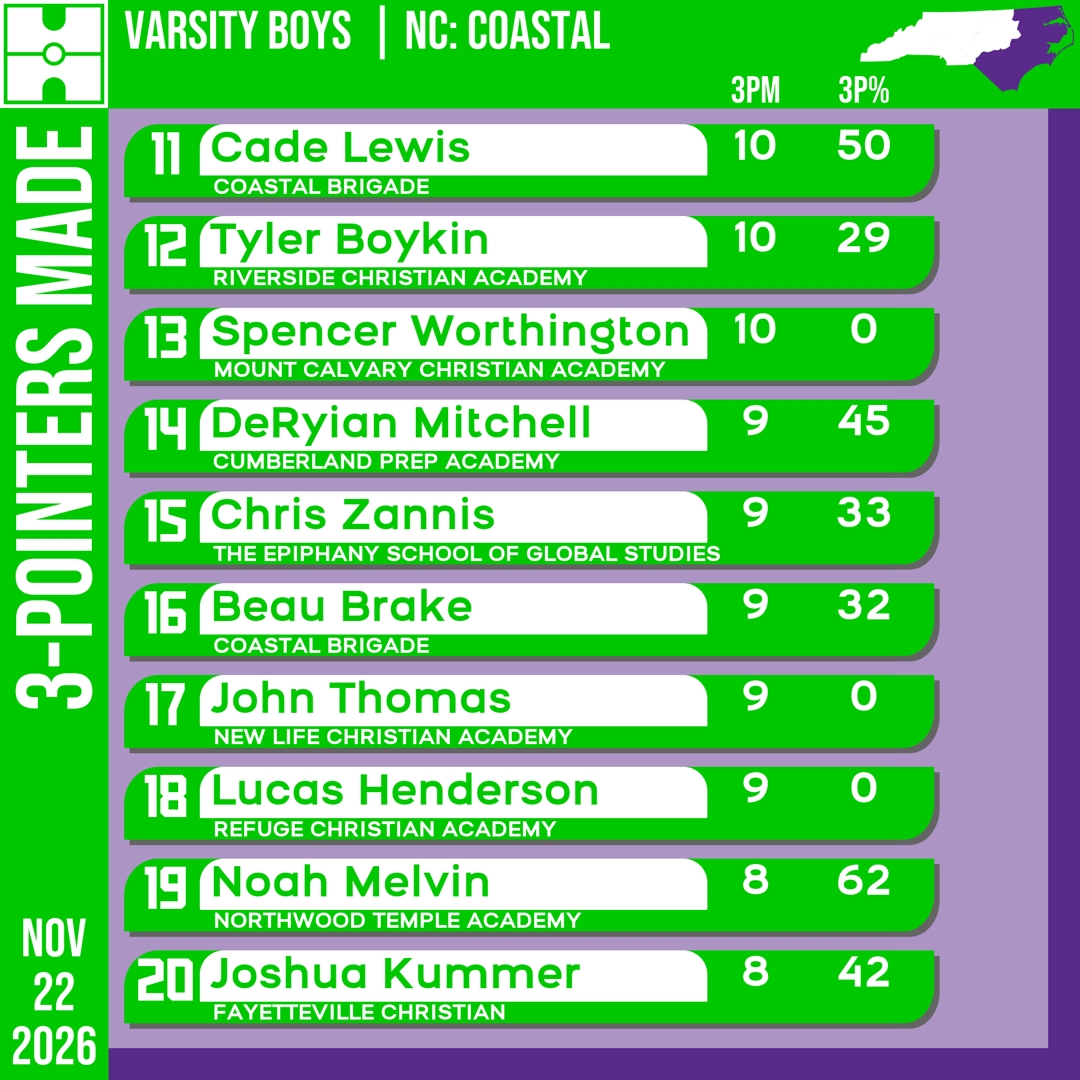 VARSITY BOYS | NC: COASTAL
3PM 3P%
3-POINTERS MADE
11 Cade Lewis 10 50
COASTAL BRIGADE
12 Tyler Boykin 10 29
RIVERSIDE CHRISTIAN ACADEMY
13 Spencer Worthington 10 0
MOUNT CALVARY CHRISTIAN ACADEMY
14 DeRyian Mitchell 9 45
CUMBERLAND PREP ACADEMY
15 Chris Zannis 9 33
THE EPIPHANY SCHOOL OF GLOBAL STUDIES
16 Beau Brake 9 32
COASTAL BRIGADE
17 John Thomas 9 0
NEW LIFE CHRISTIAN ACADEMY
18 Lucas Henderson 9 0
REFUGE CHRISTIAN ACADEMY
19 Noah Melvin 8 62
NORTHWOOD TEMPLE ACADEMY
20 Joshua Kummer 8 42
FAYETTEVILLE CHRISTIAN
NOV
22
2026